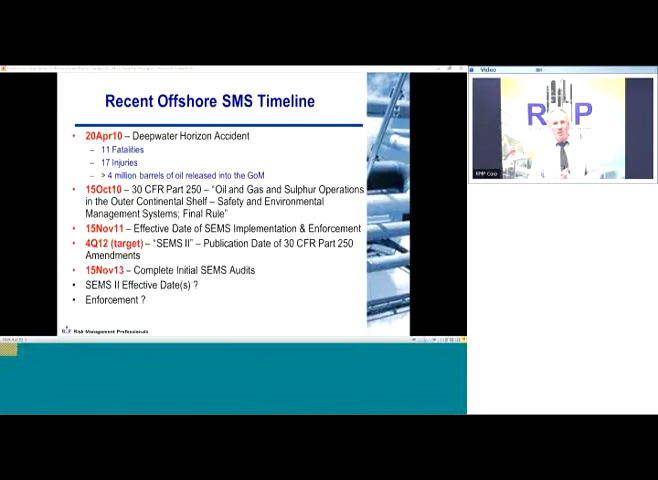 Recent Offshore SMS Timeline
• 20Apr10 – Deepwater Horizon Accident
– 11 Fatalities
– 17 Injuries
– > 4 million barrels of oil released into the GoM
• 15Oct10 – 30 CFR Part 250 – “Oil and Gas and Sulphur Operations
in the Outer Continental Shelf – Safety and Environmental
Management Systems; Final Rule”
• 15Nov11 – Effective Date of SEMS Implementation & Enforcement
• 4Q12 (target) – “SEMS II” – Publication Date of 30 CFR Part 250
Amendments
• 15Nov13 – Complete Initial SEMS Audits
• SEMS II Effective Date(s) ?
• Enforcement ?
Risk Management Professionals
Video
RMP
RMP Corp